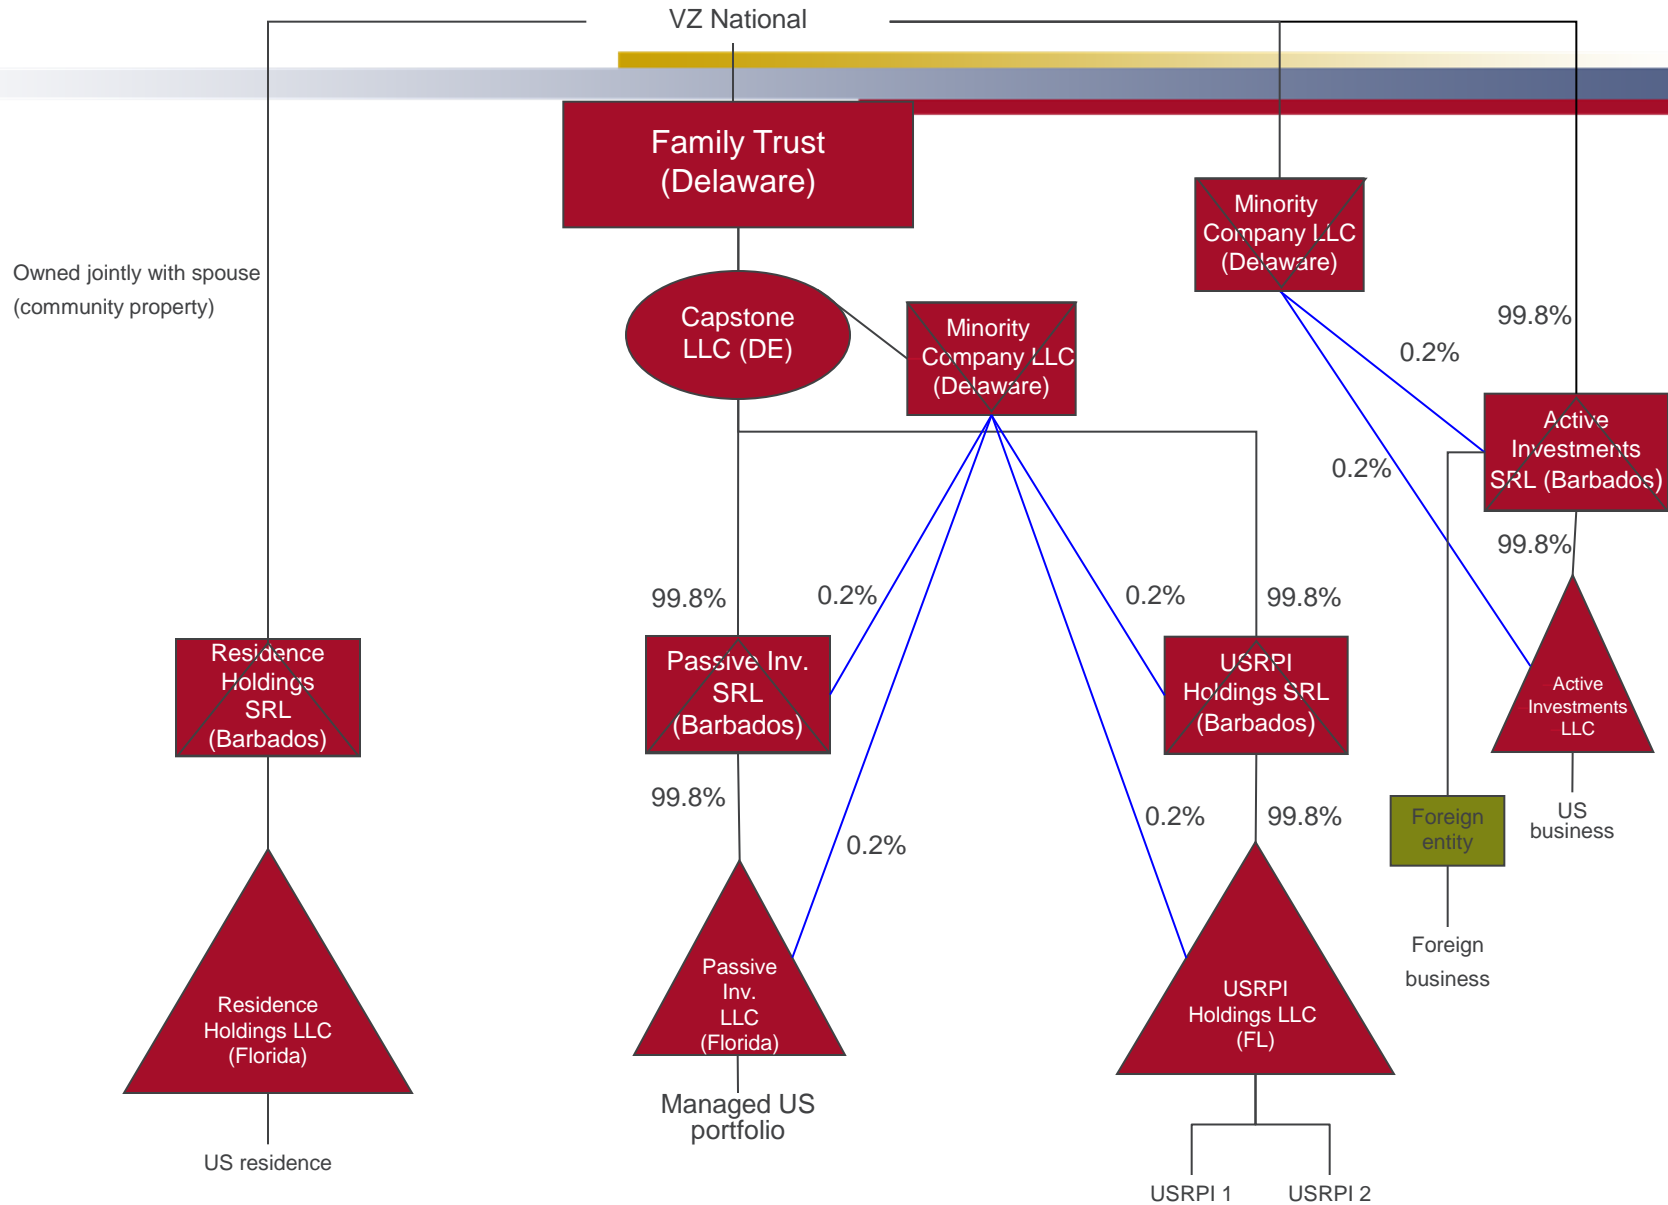 VZ National
Family Trust
(Delaware)
Minority
Company LLC
(Delaware)
Owned jointly with spouse
(community property)
Capstone
LLC (DE)
Minority
Company LLC
(Delaware)
99.8%
0.2%
0.2%
Active
Investments
SRL (Barbados)
99.8%
99.8%
0.2%
0.2%
99.8%
Residence
Holdings
SRL
(Barbados)
Passive Inv.
SRL
(Barbados)
USRPI
Holdings SRL
(Barbados)
Active
Investments
LLC
99.8%
0.2%
0.2%
99.8%
Foreign
entity
US
business
Residence
Holdings LLC
(Florida)
Passive
Inv.
LLC
(Florida)
USRPI
Holdings LLC
(FL)
Foreign
business
Managed US
portfolio
US residence
USRPI 1
USRPI 2